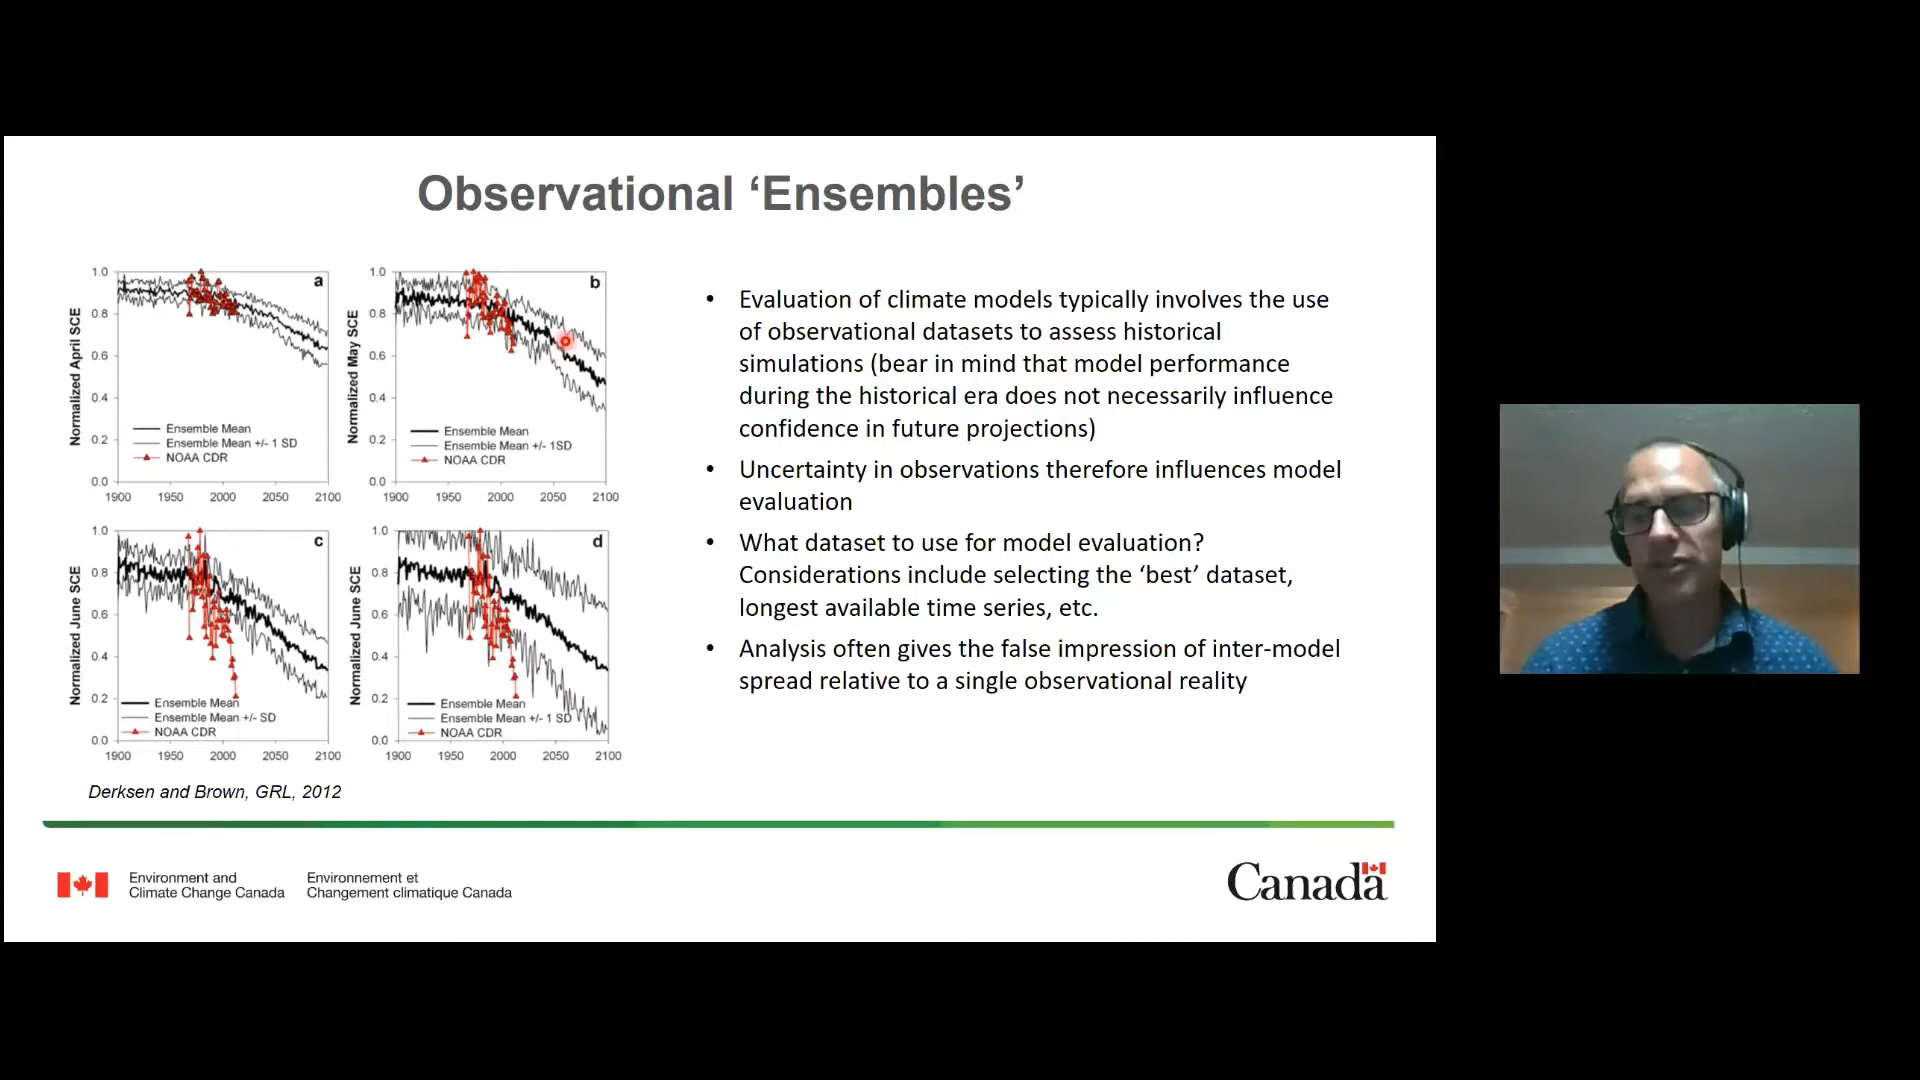 Observational ‘Ensembles’
1.0
0.8
0.6
0.4
0.2
0.0
Normalized April SCE
a
Ensemble Mean
Ensemble Mean +/- 1 SD
NOAA CDR
1900 1950 2000 2050 2100
1.0
0.8
0.6
0.4
0.2
0.0
Normalized May SCE
b
Ensemble Mean
Ensemble Mean +/- 1SD
NOAA CDR
1900 1950 2000 2050 2100
1.0
0.8
0.6
0.4
0.2
0.0
Normalized June SCE
c
Ensemble Mean
Ensemble Mean +/- SD
NOAA CDR
1900 1950 2000 2050 2100
1.0
0.8
0.6
0.4
0.2
0.0
Normalized June SCE
d
Ensemble Mean
Ensemble Mean +/- 1 SD
NOAA CDR
1900 1950 2000 2050 2100
Derksen and Brown, GRL, 2012
• Evaluation of climate models typically involves the use
of observational datasets to assess historical
simulations (bear in mind that model performance
during the historical era does not necessarily influence
confidence in future projections)
• Uncertainty in observations therefore influences model
evaluation
• What dataset to use for model evaluation?
Considerations include selecting the ‘best’ dataset,
longest available time series, etc.
• Analysis often gives the false impression of inter-model
spread relative to a single observational reality
Environment and
Climate Change Canada
Environnement et
Changement climatique Canada
Canada